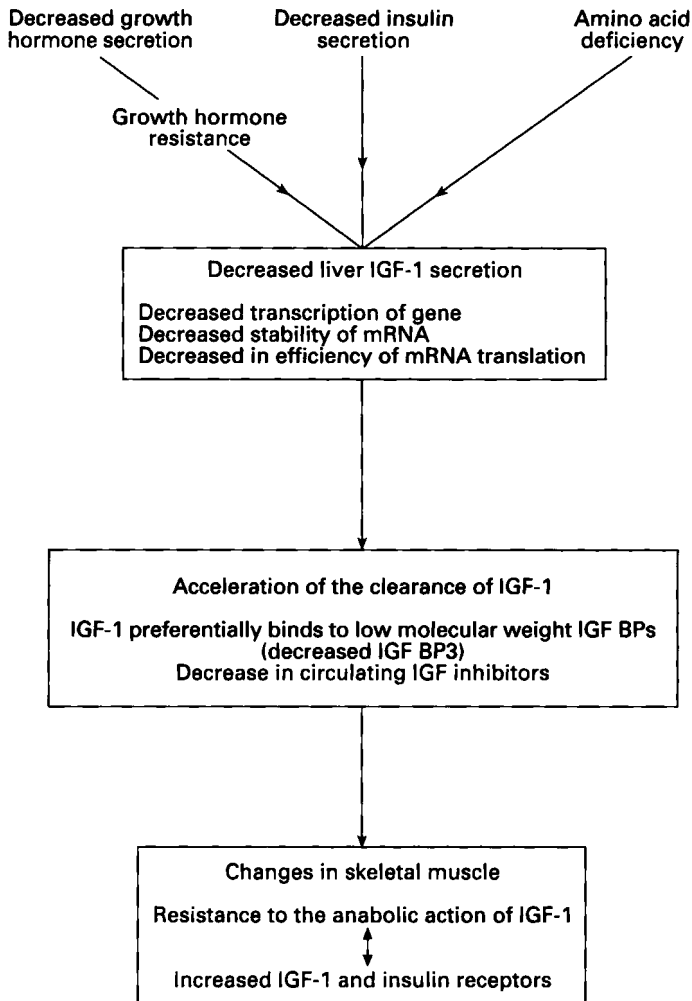 Decreased growth
hormone secretion
Decreased insulin
secretion
Amino acid
deficiency
Growth hormone
resistance
Decreased liver IGF-1 secretion
Decreased transcription of gene
Decreased stability of mRNA
Decreased in efficiency of mRNA translation
Acceleration of the clearance of IGF-1
IGF-1 preferentially binds to low molecular weight IGF BPs
(decreased IGF BP3)
Decrease in circulating IGF inhibitors
Changes in skeletal muscle
Resistance to the anabolic action of IGF-1
Increased IGF-1 and insulin receptors